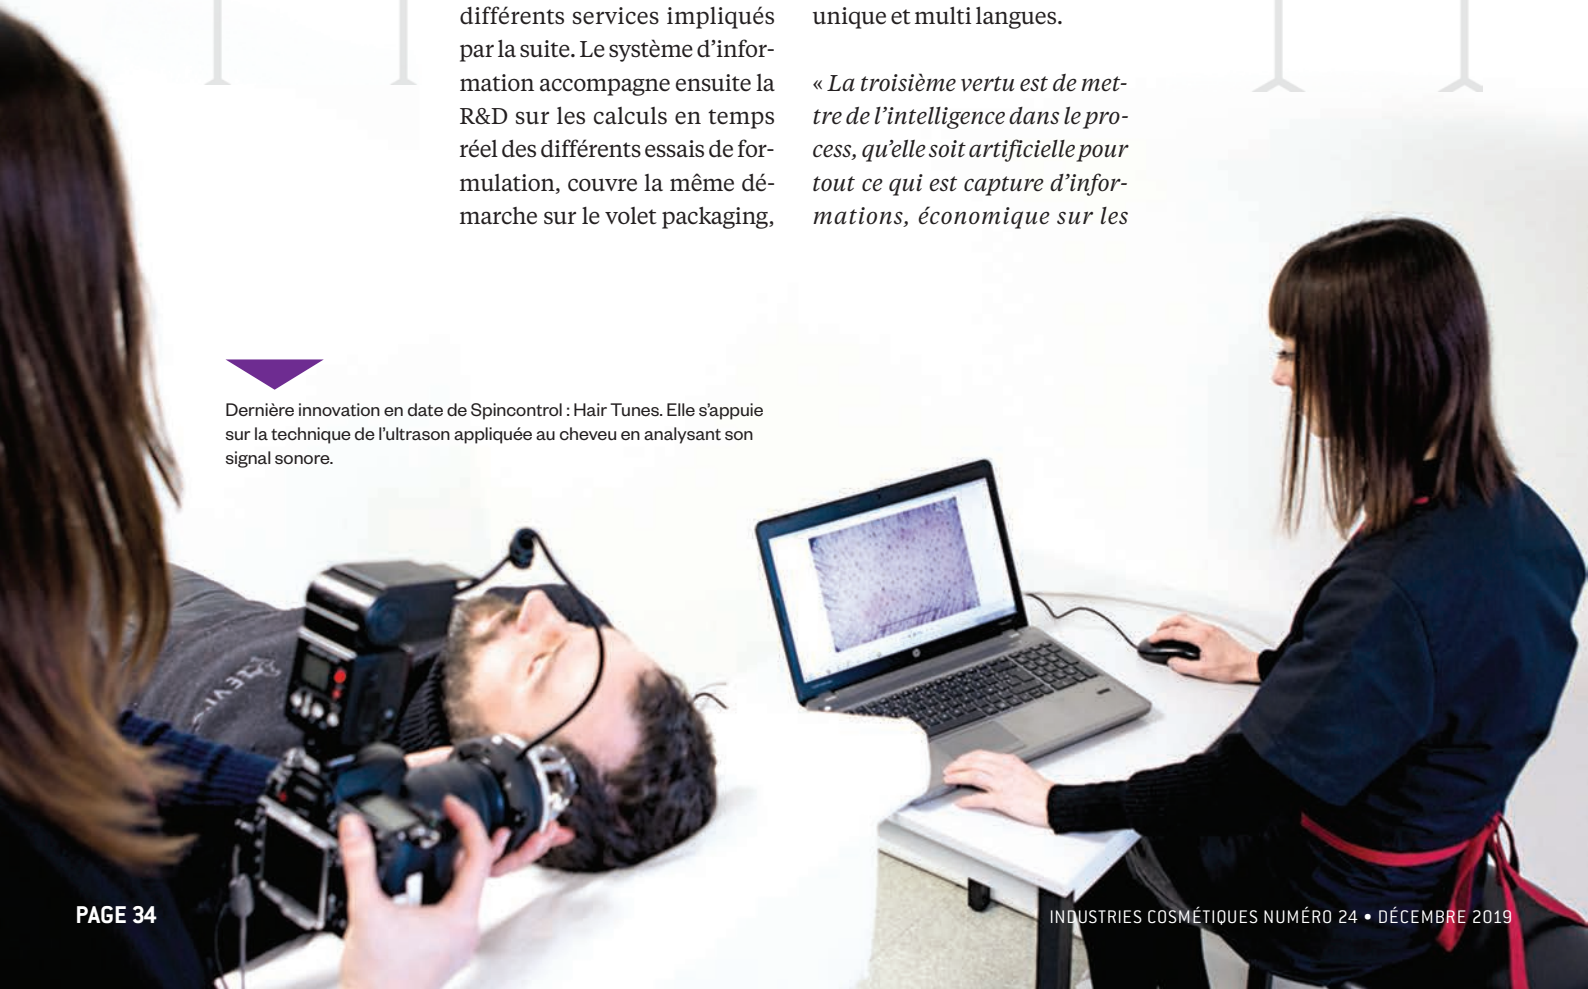 différents services impliqués
par la suite. Le système d’infor-
mation accompagne ensuite la
R&D sur les calculs en temps
réel des différents essais de for-
mulation, couvre la même dé-
marche sur le volet packaging,
unique et multi langues.
« La troisième vertu est de met-
tre de l’intelligence dans le pro-
cess, qu’elle soit artificielle pour
tout ce qui est capture d’infor-
mations, économique sur les
Dernière innovation en date de Spincontrol : Hair Tunes. Elle s’appuie
sur la technique de l’ultrason appliquée au cheveu en analysant son
signal sonore.
hp
PAGE 34
INDUSTRIES COSMÉTIQUES NUMÉRO 24 • DÉCEMBRE 2019